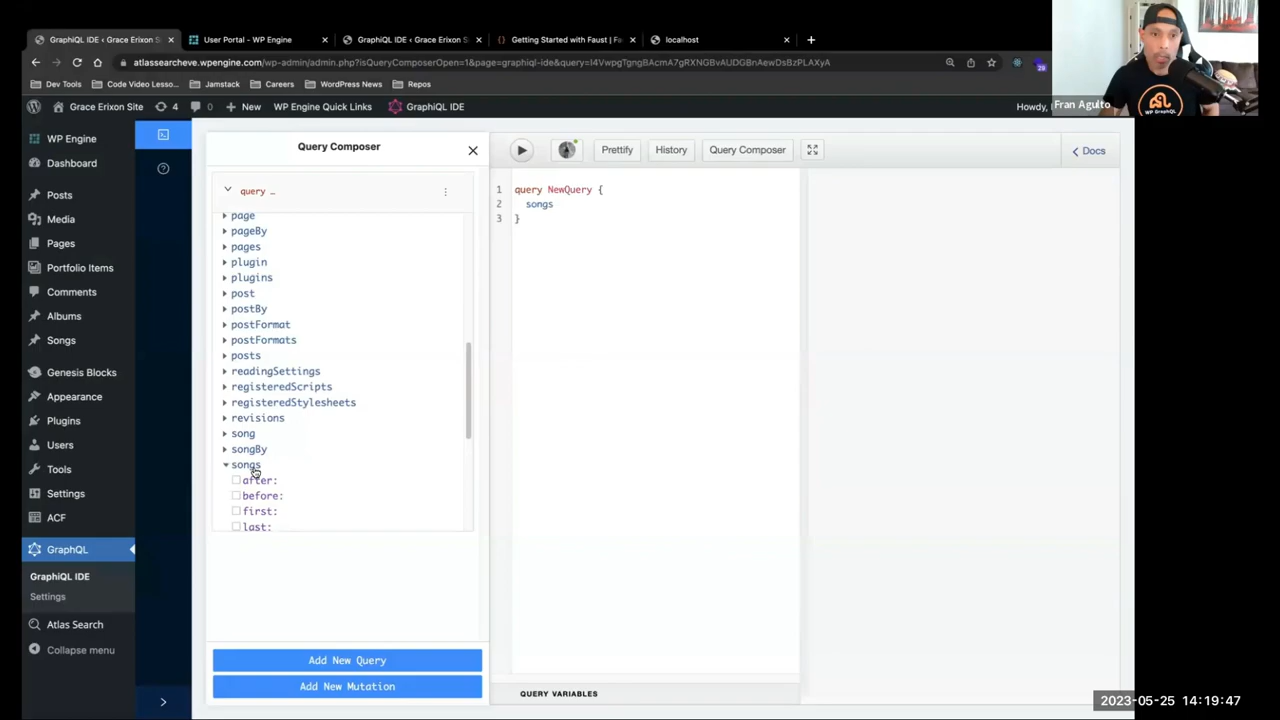 GraphiQL IDE ‹ Grace Erixon S
User Portal - WP Engine
GraphiQL IDE ‹ Grace Erixon S
Getting Started with Faust | Fa
localhost
atlassearcheve.wpengine.com/wp-admin/admin.php?isQueryComposerOpen=1&page=graphiql-ide&query=I4VwpgTgngBAcmA7gRXNGBvAUDGBnAewDsBzPLAXyA
Dev Tools
Code Video Lesso...
Jamstack
Careers
WordPress News
Repos
Grace Erixon Site
4
0
New
WP Engine Quick Links
GraphiQL IDE
Howdy,
Fran Agulto
WP GRAPHQL
WP Engine
Dashboard
Posts
Media
Pages
Portfolio Items
Comments
Albums
Songs
Genesis Blocks
Appearance
Plugins
Users
Tools
Settings
ACF
GraphQL
GraphiQL IDE
Settings
Atlas Search
Collapse menu
Query Composer
query …
page
pageBy
pages
plugin
plugins
post
postBy
postFormat
postFormats
posts
readingSettings
registeredScripts
registeredStylesheets
revisions
song
songBy
songs
after:
before:
first:
last:
Add New Query
Add New Mutation
Prettify
History
Query Composer
Docs
1 query NewQuery {
2 songs
3 }
QUERY VARIABLES
2023-05-25 14:19:47